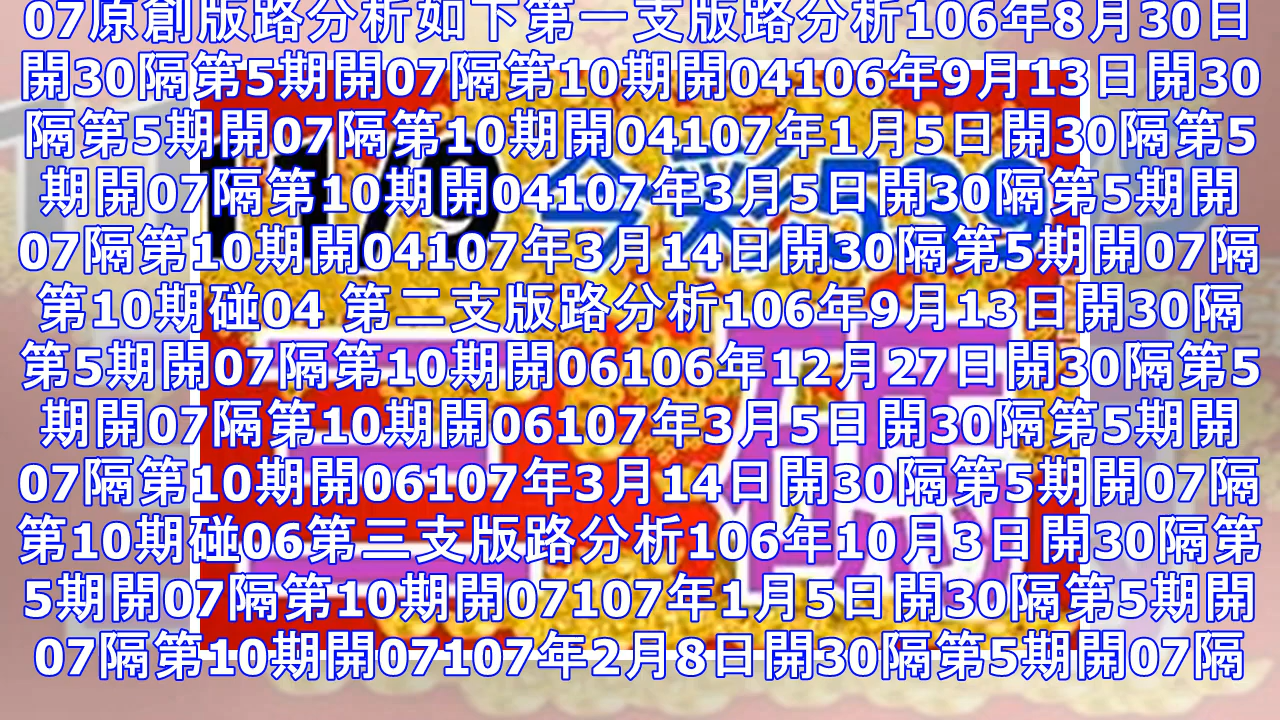 07原創版路分析如下第一支版路分析106年8月30日
開30隔第5期開07隔第10期開04106年9月13日開30
隔第5期開07隔第10期開04107年1月5日開30隔第5
期開07隔第10期開04107年3月5日開30隔第5期開
07隔第10期開04107年3月14日開30隔第5期開07隔
第10期碰04 第二支版路分析106年9月13日開30隔
第5期開07隔第10期開06106年12月27日開30隔第5
期開07隔第10期開06107年3月5日開30隔第5期開
07隔第10期開06107年3月14日開30隔第5期開07隔
第10期碰06第三支版路分析106年10月3日開30隔第
5期開07隔第10期開07107年1月5日開30隔第5期開
07隔第10期開07107年2月8日開30隔第5期開07隔
今彩539